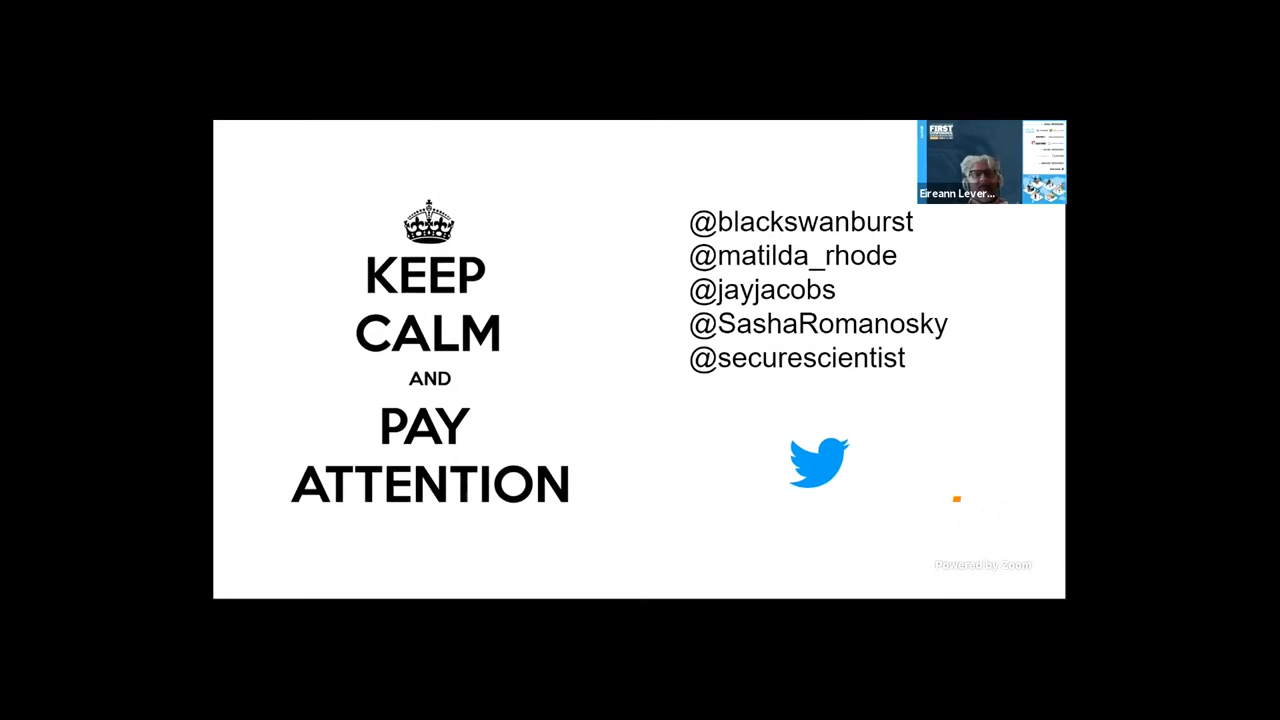 FIRST
Eireann Lever...
KEEP
CALM
AND
PAY
ATTENTION
@blackswanburst
@matilda_rhode
@jayjacobs
@SashaRomanosky
@securescientist
Powered by Zoom